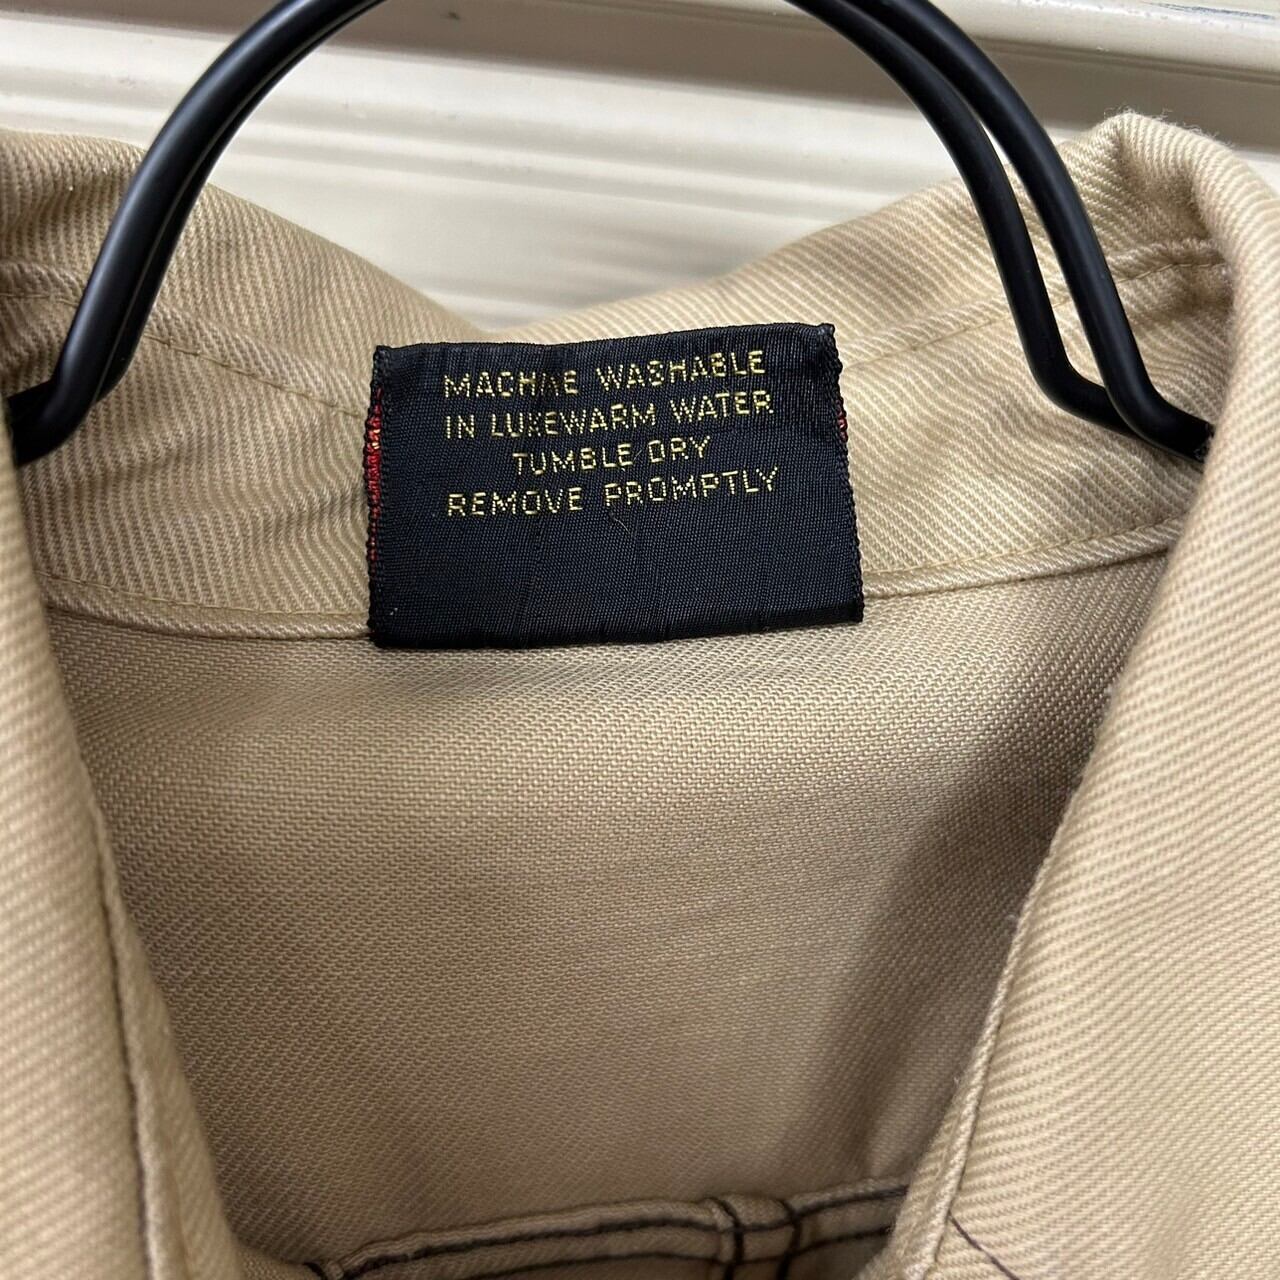 MACHINE WASHABLE
IN LUKEWARM WATER
TUMBLE DRY
REMOVE PROMPTLY